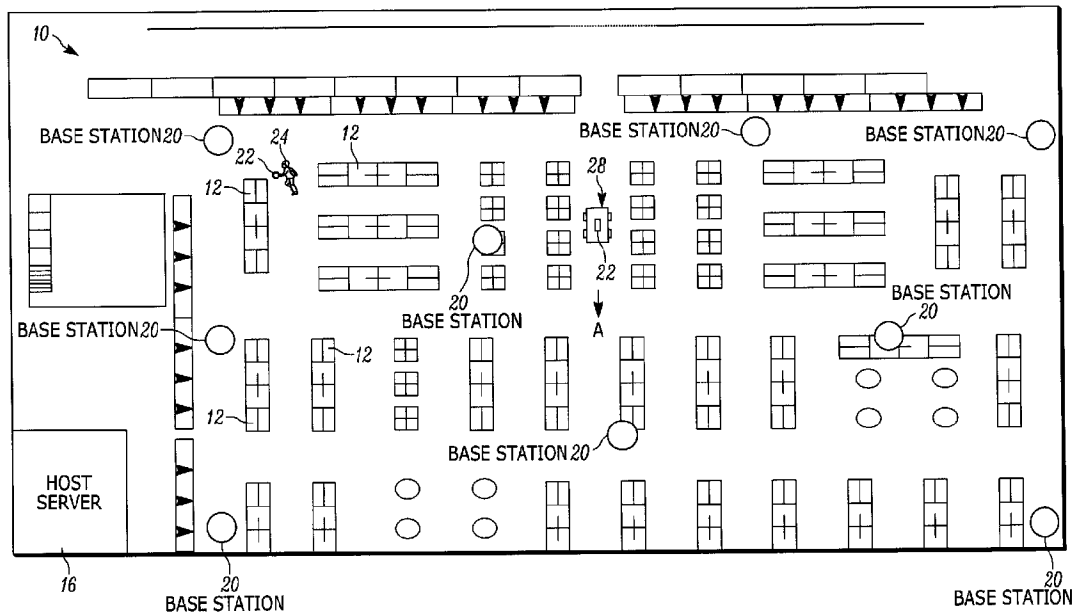 10
BASE STATION 20
24
22
12
12
BASE STATION 20
BASE STATION 20
28
22
20
BASE STATION
A
BASE STATION
20
BASE STATION 20
12
12
BASE STATION 20
HOST
SERVER
16
20
BASE STATION
20
BASE STATION